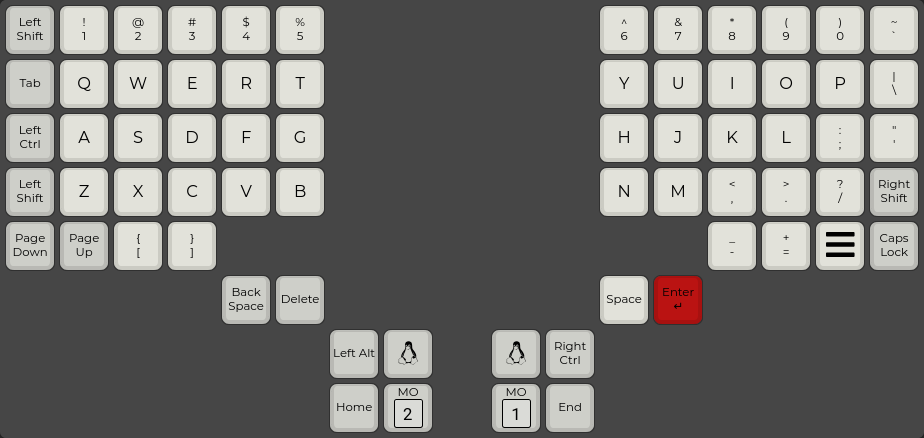 Left Shift ! 1 @ 2 # 3 $ 4 % 5 ^ 6 & 7 * 8 ( 9 ) 0 ~ `
Tab Q W E R T Y U I O P | \
Left Ctrl A S D F G H J K L : ; " '
Left Shift Z X C V B N M < , > . ? / Right Shift
Page Down Page Up { [ } ] _ - + = Caps Lock
Back Space Delete Space Enter ↵
Left Alt Right Ctrl
Home MO 2 MO 1 End